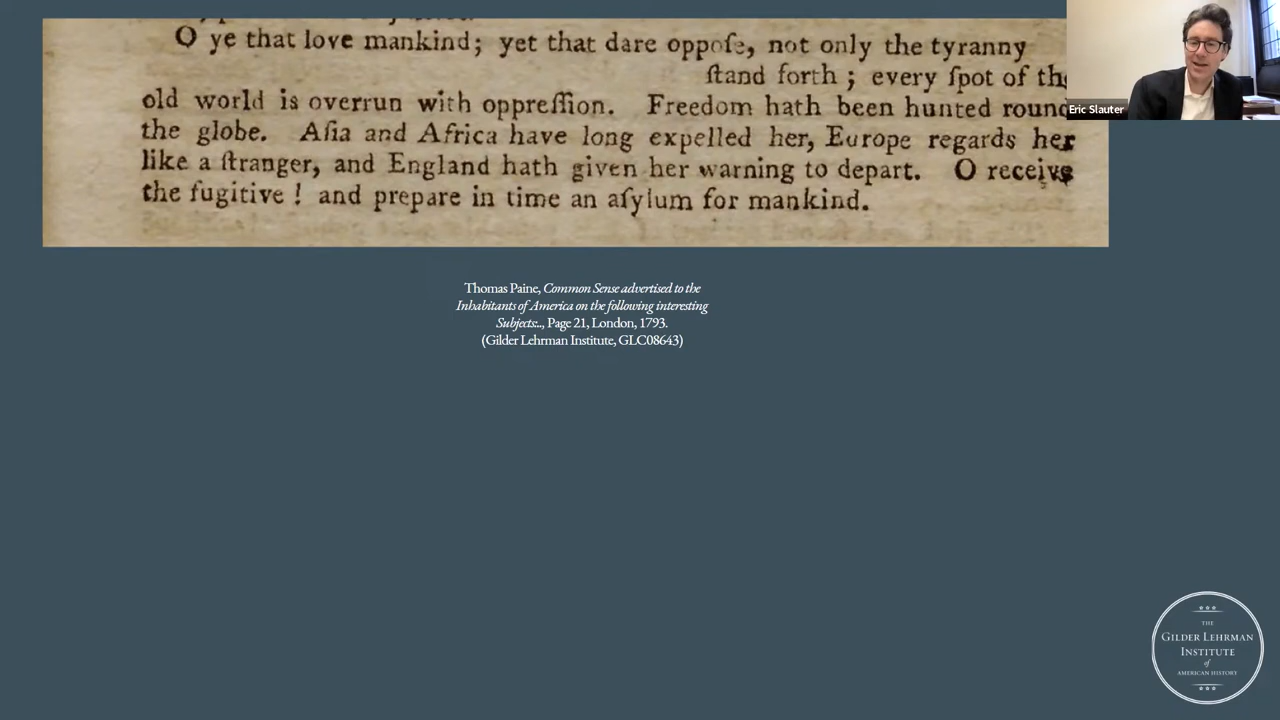 O ye that love mankind; yet that dare oppoſe, not only the tyranny
ſtand forth ; every ſpot of the
old world is overrun with oppreſſion. Freedom hath been hunted round
the globe. Aſia and Africa have long expelled her, Europe regards her
like a ſtranger, and England hath given her warning to depart. O receive
the fugitive ! and prepare in time an aſylum for mankind.
Eric Slauter
Thomas Paine, Common Sense advertised to the
Inhabitants of America on the following interesting
Subjects:.., Page 21, London, 1793.
(Gilder Lehrman Institute, GLC08643)
THE
GILDER LEHRMAN
INSTITUTE
of
AMERICAN HISTORY